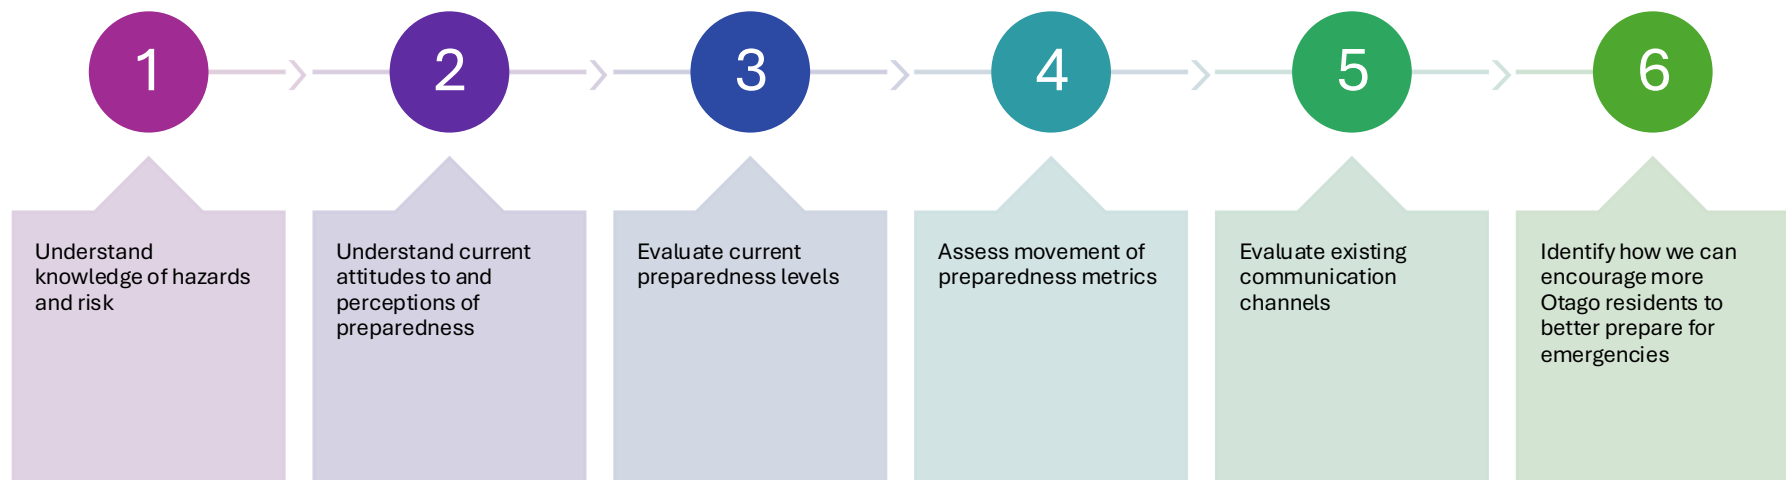 1
2
3
4
5
6
Understand
knowledge of hazards
and risk
Understand current
attitudes to and
perceptions of
preparedness
Evaluate current
preparedness levels
Assess movement of
preparedness metrics
Evaluate existing
communication
channels
Identify how we can
encourage more
Otago residents to
better prepare for
emergencies